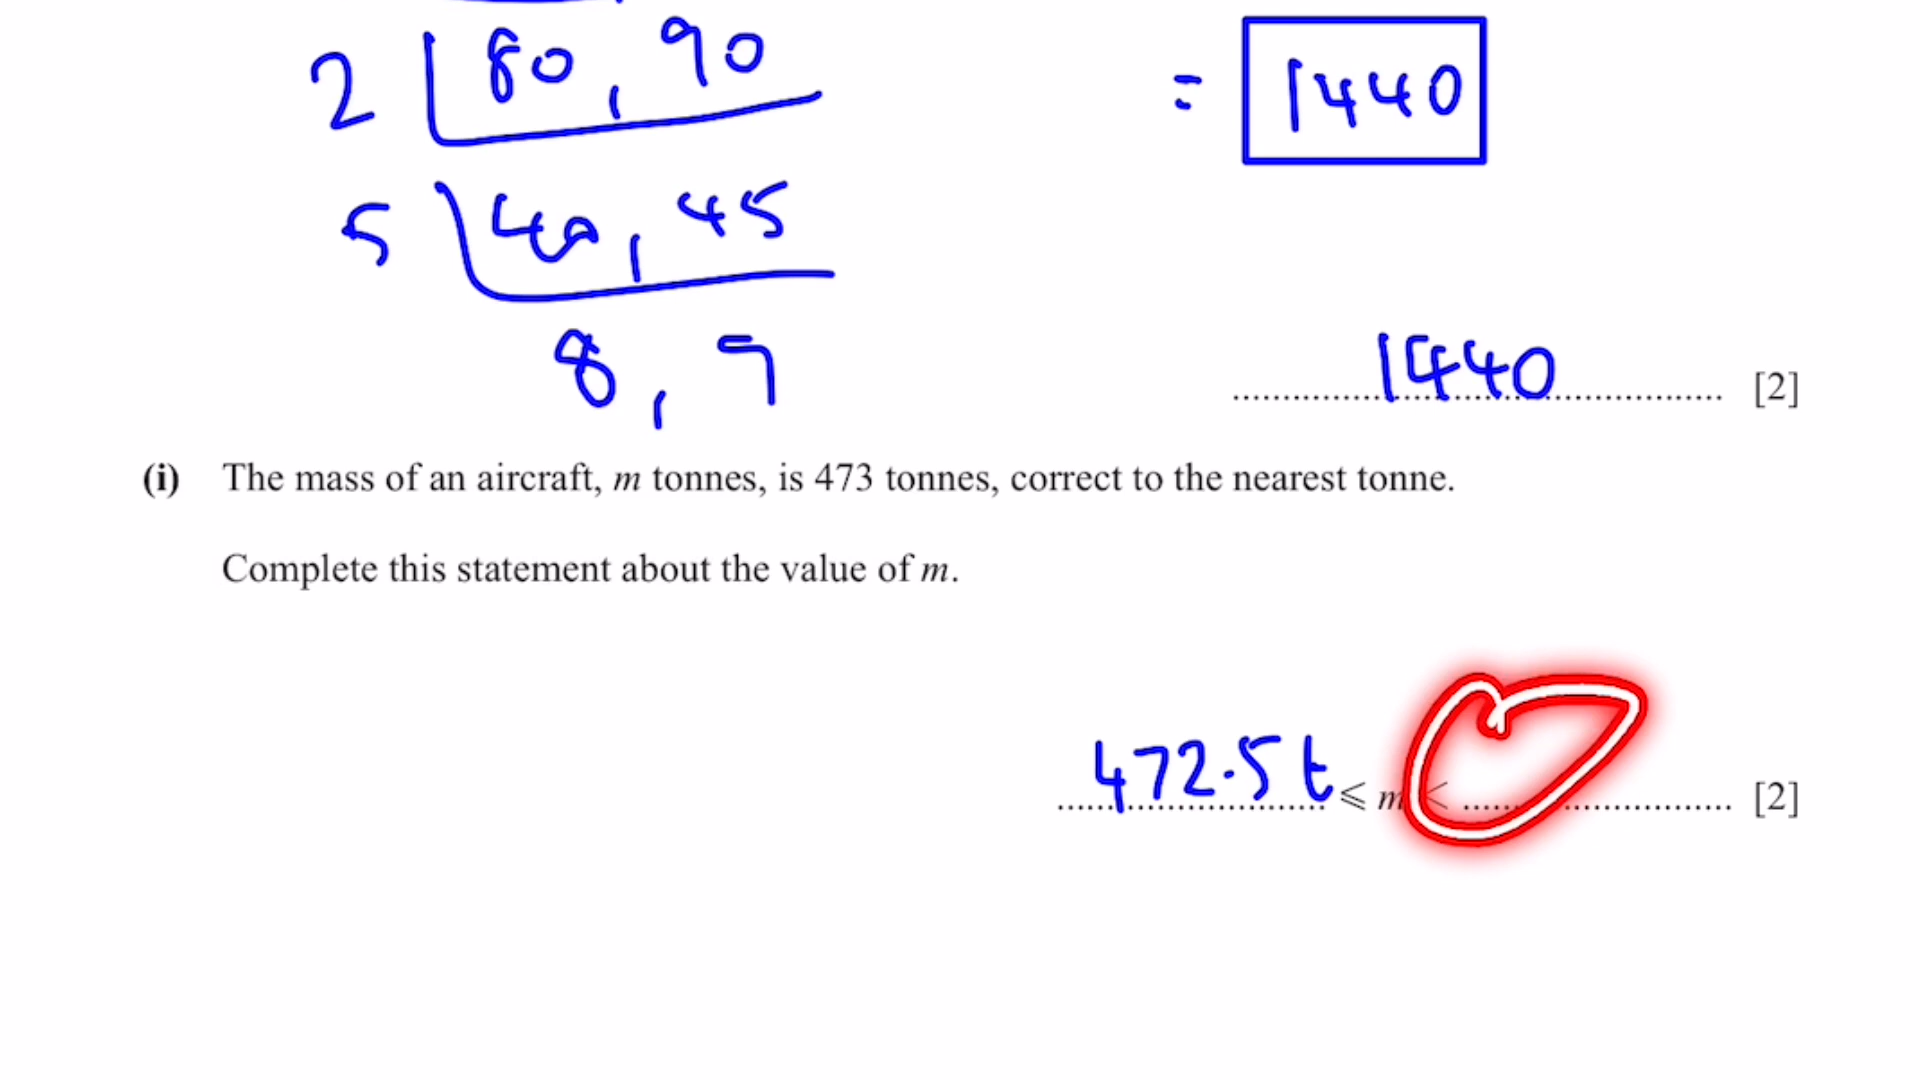 2 80, 90
= 1440
5 40, 45
8, 9
1440 [2]
(i) The mass of an aircraft, m tonnes, is 473 tonnes, correct to the nearest tonne.
Complete this statement about the value of m.
472.5 t ⩽ m < .............................. [2]